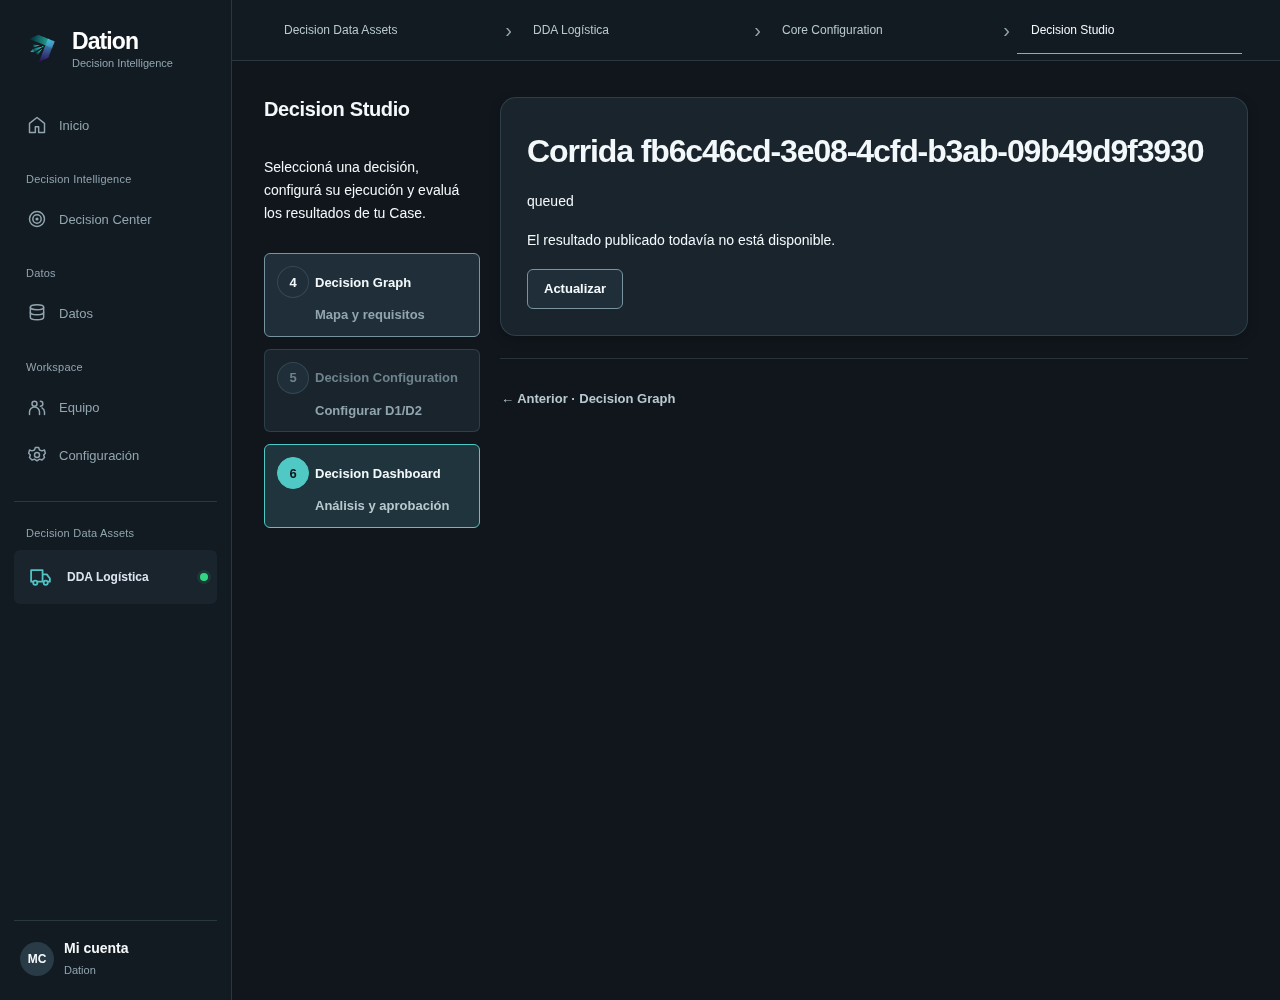 Dation
Decision Intelligence
Inicio
Decision Intelligence
Decision Center
Datos
Datos
Workspace
Equipo
Configuración
Decision Data Assets
DDA Logística
MC
Mi cuenta
Dation
Decision Data Assets › DDA Logística › Core Configuration › Decision Studio
Decision Studio
Seleccioná una decisión,
configurá su ejecución y evaluá
los resultados de tu Case.
4 Decision Graph
Mapa y requisitos
5 Decision Configuration
Configurar D1/D2
6 Decision Dashboard
Análisis y aprobación
Corrida fb6c46cd-3e08-4cfd-b3ab-09b49d9f3930
queued
El resultado publicado todavía no está disponible.
Actualizar
← Anterior · Decision Graph